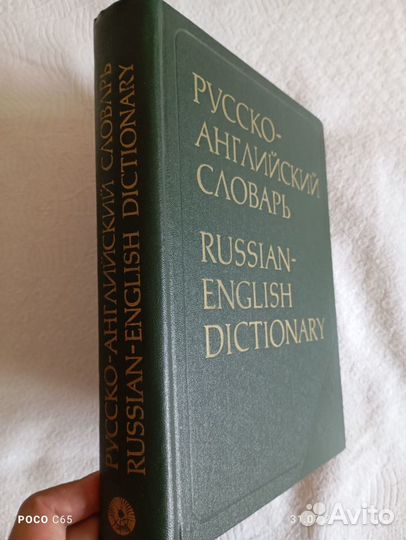 РУССКО-АНГЛИЙСКИЙ СЛОВАРЬ
RUSSIAN-ENGLISH DICTIONARY
РУССКО-
АНГЛИЙСКИЙ
СЛОВАРЬ
RUSSIAN-
ENGLISH
DICTIONARY
POCO C65
Avito